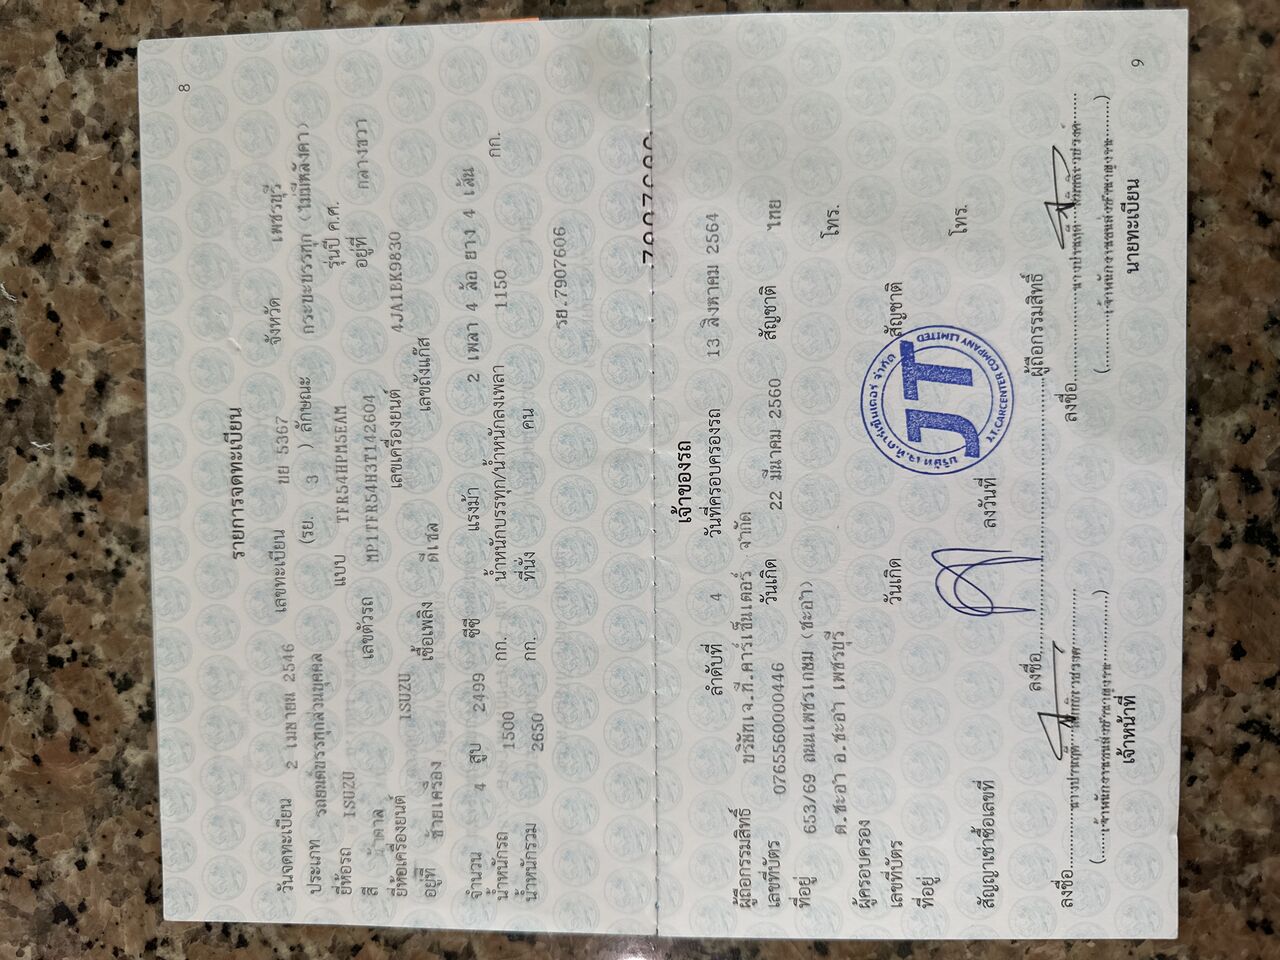 8
รายการจดทะเบียน
วันจดทะเบียน 2 เมษายน 2546 เลขทะเบียน ขย 5367 จังหวัด เพชรบุรี
ประเภท รถยนต์บรรทุกส่วนบุคคล (รย. 3 ) ลักษณะ กระบะบรรทุก (ไม่มีหลังคา)
ยี่ห้อรถ ISUZU แบบ TFR54HPM5EAM รุ่นปี ค.ศ.
สี น้ำตาล เลขตัวรถ MP1TFR54H3T142604 อยู่ที่ กลางขวา
ยี่ห้อเครื่องยนต์ ISUZU เลขเครื่องยนต์ 4JA1BK9830
อยู่ที่ ซ้ายเครื่อง เชื้อเพลิง ดีเซล เลขถังแก๊ส
จำนวน 4 สูบ 2499 ซีซี แรงม้า 2 เพลา 4 ล้อ ยาง 4 เส้น
น้ำหนักรถ 1500 กก. น้ำหนักบรรทุก/น้ำหนักลงเพลา 1150 กก.
น้ำหนักรวม 2650 กก. ที่นั่ง คน
รย.7907606
เจ้าของรถ
ลำดับที่ 4 วันที่ครอบครองรถ 13 สิงหาคม 2564
ผู้ถือกรรมสิทธิ์ บริษัทเจ.ที.คาร์เซ็นเตอร์ จำกัด
เลขที่บัตร 0765560000446 วันเกิด 22 มีนาคม 2560 สัญชาติ ไทย
ที่อยู่ 653/69 ถนนเพชรเกษม (ชะอำ)
ต.ชะอำ อ.ชะอำ เพชรบุรี โทร.
ผู้ครอบครอง
เลขที่บัตร วันเกิด สัญชาติ
ที่อยู่ โทร.
บริษัท เจ.ที.คาร์เซ็นเตอร์ จำกัด
JT
J.T.CARCENTER COMPANY LIMITED
สัญญาเช่าซื้อเลขที่ ลงวันที่
ลงชื่อ ผู้ถือกรรมสิทธิ์
ลงชื่อ ลงชื่อ
เจ้าหน้าที่ นายทะเบียน
9